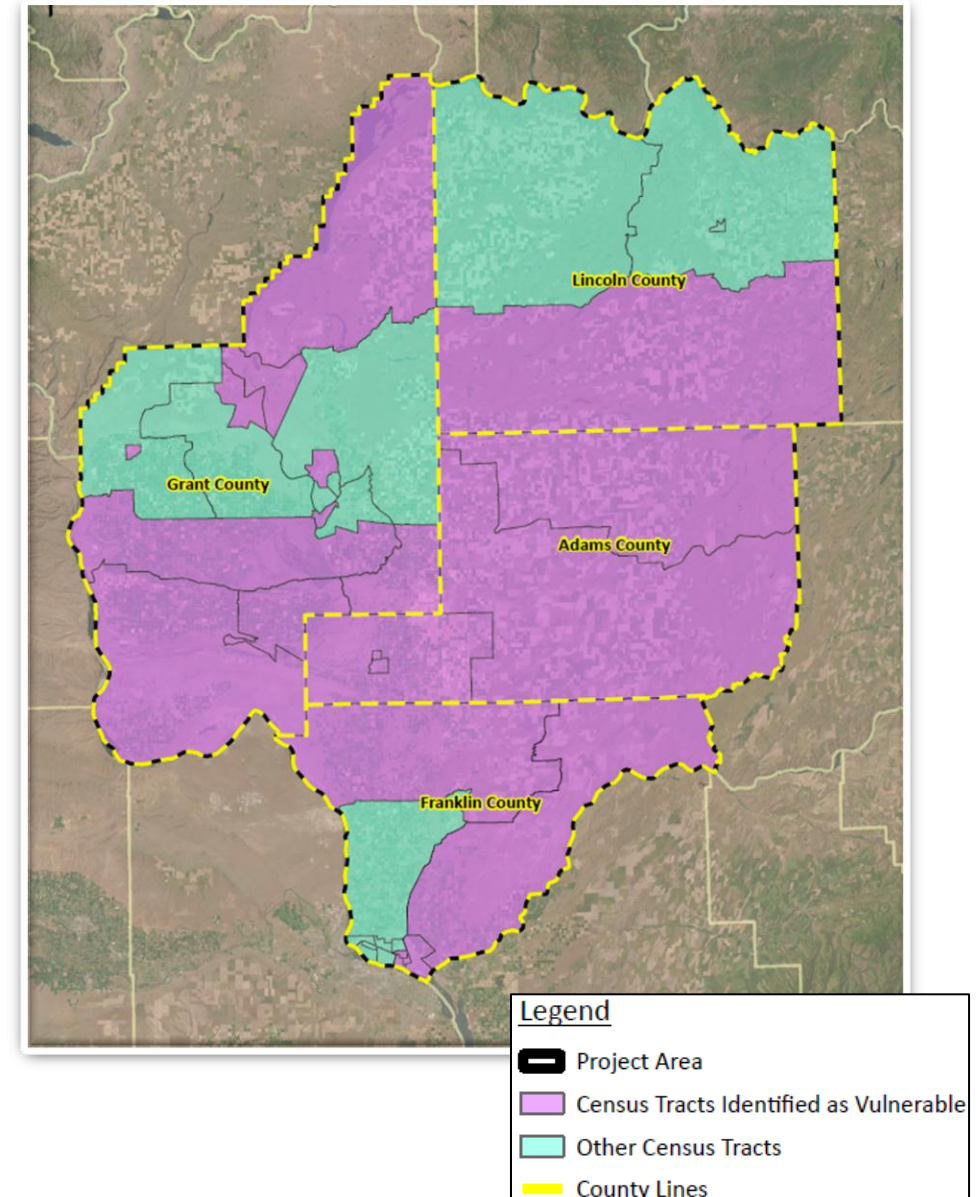 Lincoln County
Grant County
Adams County
Franklin County
Legend
Project Area
Census Tracts Identified as Vulnerable
Other Census Tracts
County Lines